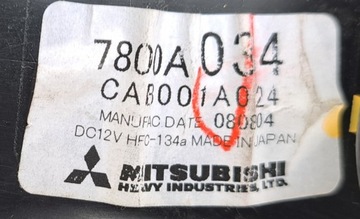 7800A034
CAB001A024
MANUFAC DATE 080804
DC12V HFC-134a MADE IN JAPAN
MITSUBISHI
HEAVY INDUSTRIES, LTD.